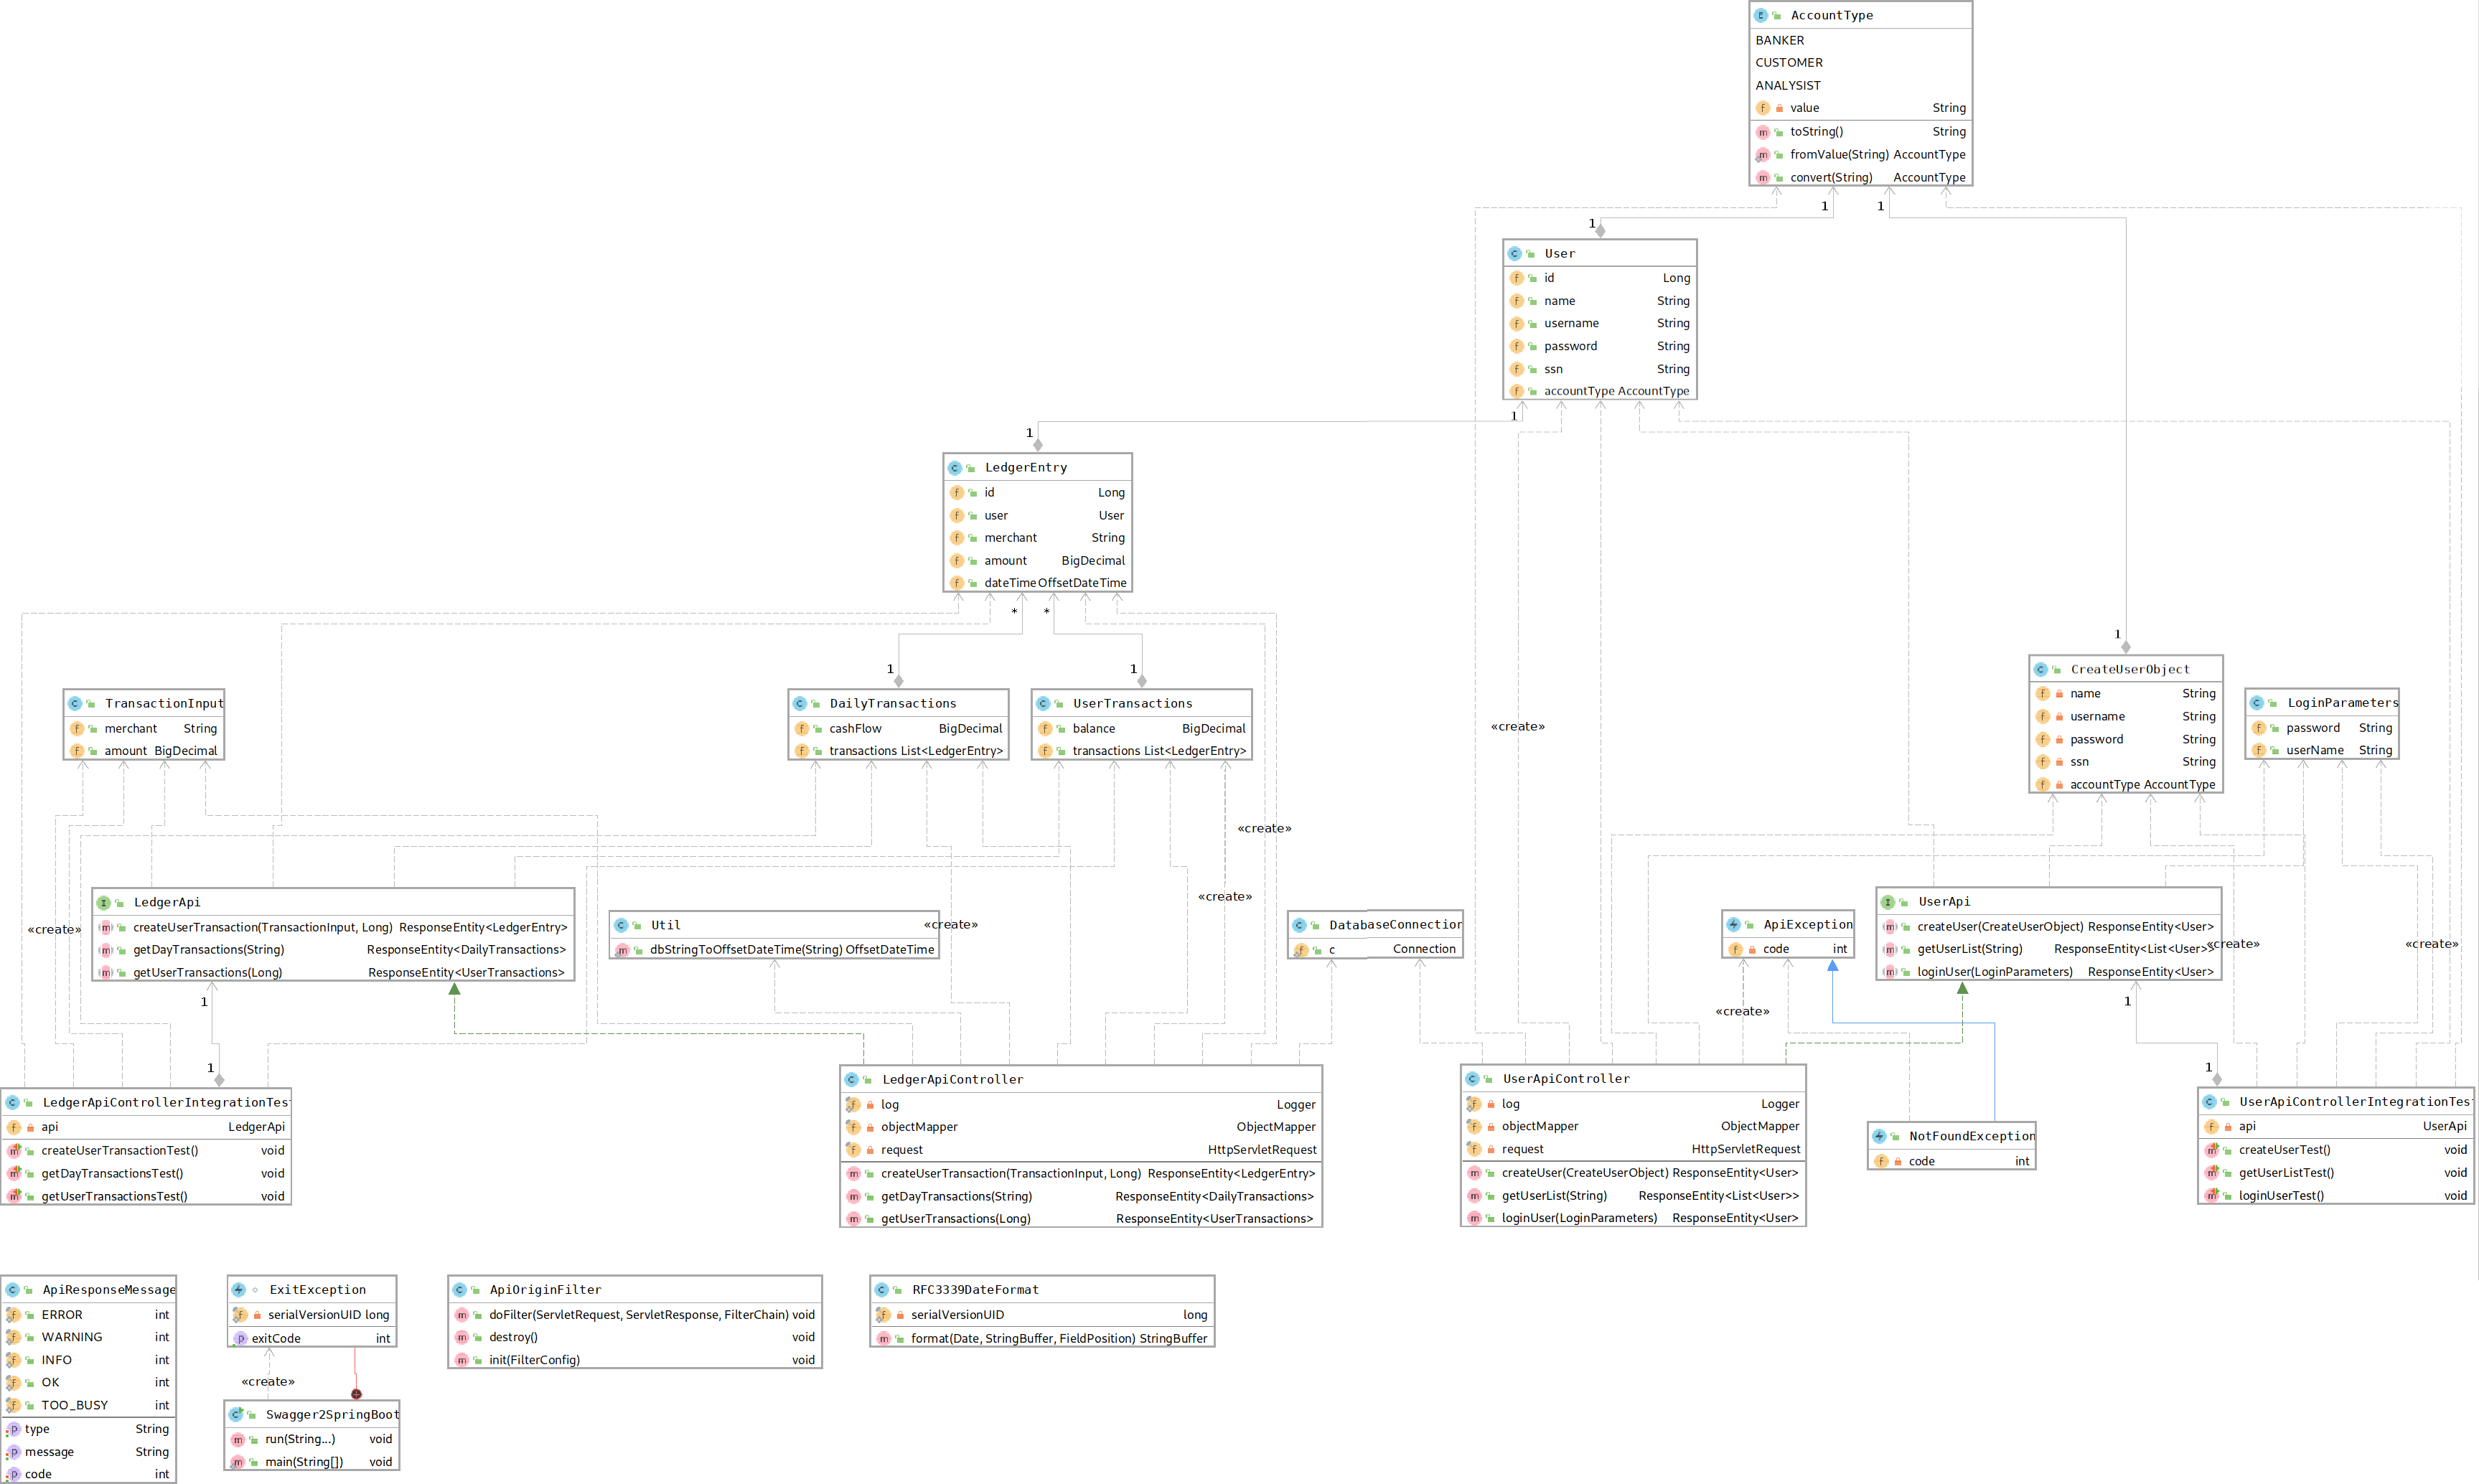 AccountType
BANKER
CUSTOMER
ANALYSIST
value String
toString() String
fromValue(String) AccountType
convert(String) AccountType
1 1
1
User
id Long
name String
username String
password String
ssn String
accountType AccountType
1
1
LedgerEntry
id Long
user User
merchant String
amount BigDecimal
dateTime OffsetDateTime
* *
1 1
1
TransactionInput
merchant String
amount BigDecimal
DailyTransactions
cashFlow BigDecimal
transactions List<LedgerEntry>
UserTransactions
balance BigDecimal
transactions List<LedgerEntry>
«create»
CreateUserObject
name String
username String
password String
ssn String
accountType AccountType
LoginParameters
password String
userName String
«create»
«create»
LedgerApi
createUserTransaction(TransactionInput, Long) ResponseEntity<LedgerEntry>
getDayTransactions(String) ResponseEntity<DailyTransactions>
getUserTransactions(Long) ResponseEntity<UserTransactions>
«create»
Util
dbStringToOffsetDateTime(String) OffsetDateTime
«create»
DatabaseConnection
c Connection
ApiException
code int
UserApi
createUser(CreateUserObject) ResponseEntity<User>
getUserList(String) ResponseEntity<List<User>>
loginUser(LoginParameters) ResponseEntity<User>
«create»
«create»
1
1
«create»
1
1
LedgerApiControllerIntegrationTest
api LedgerApi
createUserTransactionTest() void
getDayTransactionsTest() void
getUserTransactionsTest() void
LedgerApiController
log Logger
objectMapper ObjectMapper
request HttpServletRequest
createUserTransaction(TransactionInput, Long) ResponseEntity<LedgerEntry>
getDayTransactions(String) ResponseEntity<DailyTransactions>
getUserTransactions(Long) ResponseEntity<UserTransactions>
UserApiController
log Logger
objectMapper ObjectMapper
request HttpServletRequest
createUser(CreateUserObject) ResponseEntity<User>
getUserList(String) ResponseEntity<List<User>>
loginUser(LoginParameters) ResponseEntity<User>
NotFoundException
code int
UserApiControllerIntegrationTest
api UserApi
createUserTest() void
getUserListTest() void
loginUserTest() void
ApiResponseMessage
ERROR int
WARNING int
INFO int
OK int
TOO_BUSY int
type String
message String
code int
ExitException
serialVersionUID long
exitCode int
«create»
Swagger2SpringBoot
run(String...) void
main(String[]) void
ApiOriginFilter
doFilter(ServletRequest, ServletResponse, FilterChain) void
destroy() void
init(FilterConfig) void
RFC3339DateFormat
serialVersionUID long
format(Date, StringBuffer, FieldPosition) StringBuffer